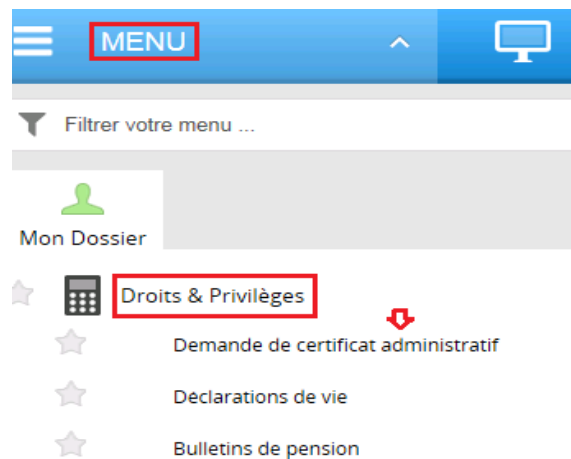 MENU
Filtrer votre menu ...
Mon Dossier
Droits & Privilèges
Demande de certificat administratif
Déclarations de vie
Bulletins de pension